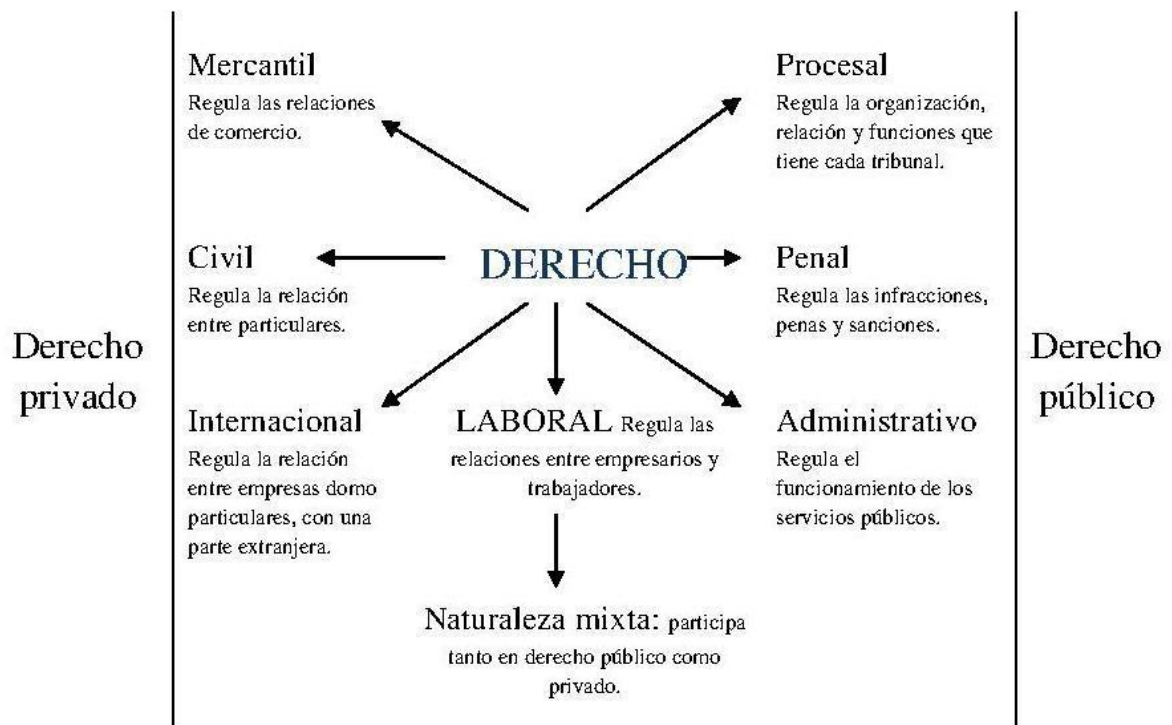 Derecho
privado
Mercantil
Regula las relaciones
de comercio.
Civil
Regula la relación
entre particulares.
Internacional
Regula la relación
entre empresas domo
particulares, con una
parte extranjera.
DERECHO
LABORAL Regula las
relaciones entre empresarios y
trabajadores.
Naturaleza mixta: participa
tanto en derecho público como
privado.
Procesal
Regula la organización,
relación y funciones que
tiene cada tribunal.
Penal
Regula las infracciones,
penas y sanciones.
Administrativo
Regula el
funcionamiento de los
servicios públicos.
Derecho
público